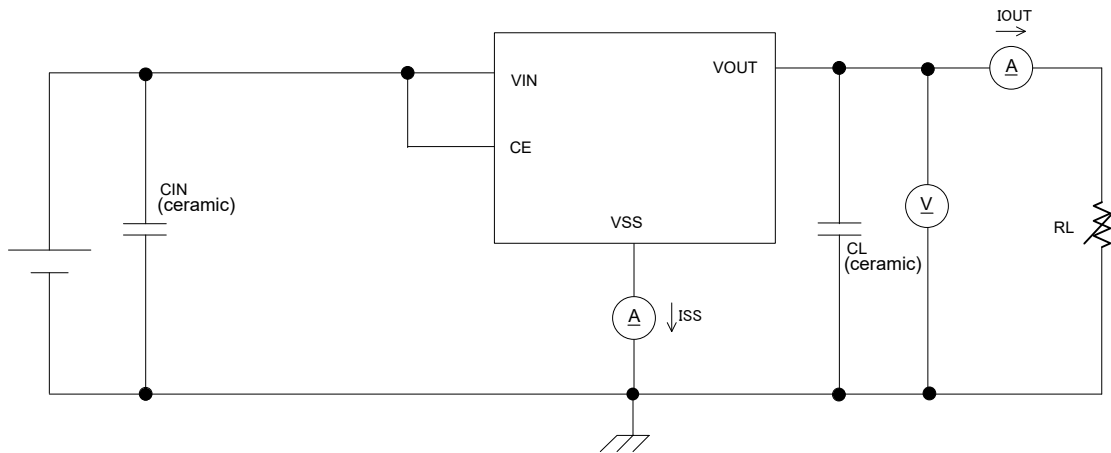 IOUT
A
VIN
VOUT
CE
CIN
(ceramic)
VSS
V
CL
(ceramic)
RL
A
ISS